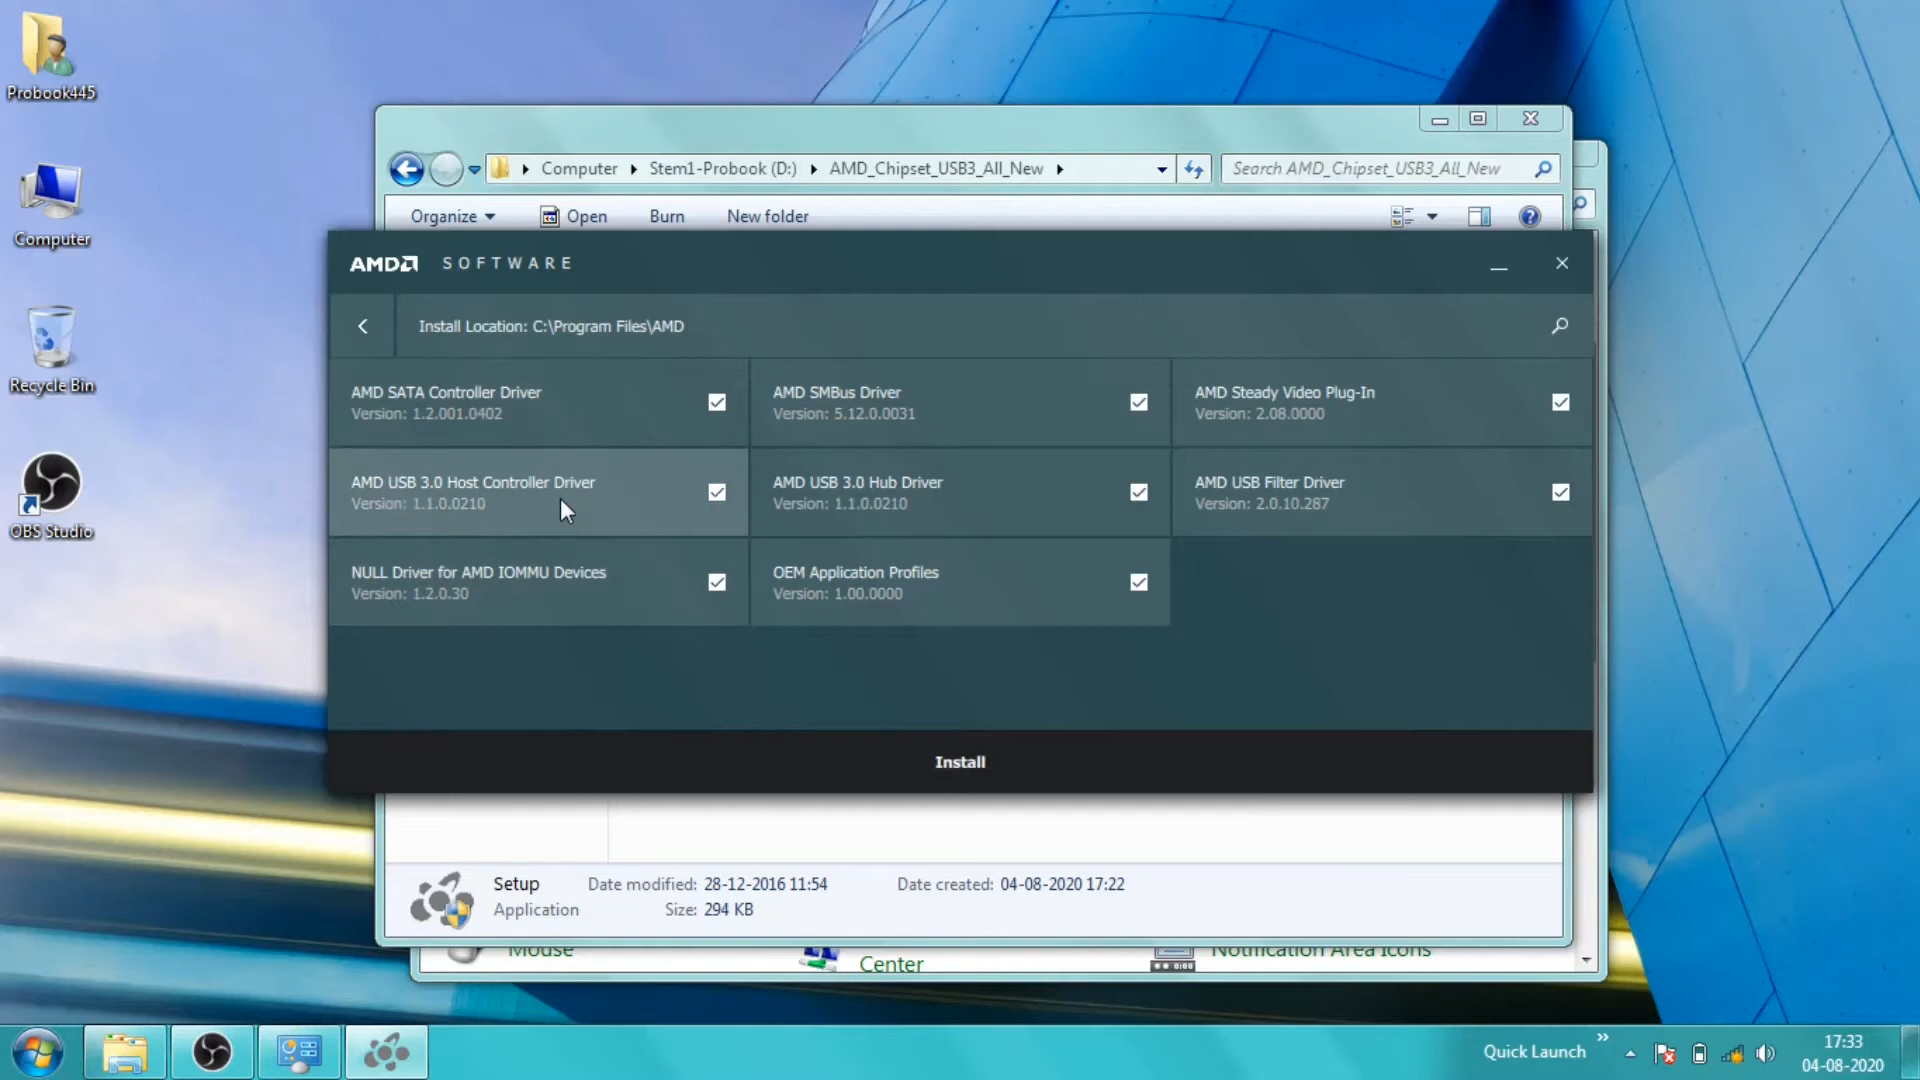 Probook445
Computer
Recycle Bin
OBS Studio
Computer
Stem1-Probook (D:)
AMD_Chipset_USB3_All_New
Search AMD_Chipset_USB3_All_New
Organize
Open
Burn
New folder
AMD
SOFTWARE
Install Location: C:\Program Files\AMD
AMD SATA Controller Driver
Version: 1.2.001.0402
AMD SMBus Driver
Version: 5.12.0.0031
AMD Steady Video Plug-In
Version: 2.08.0000
AMD USB 3.0 Host Controller Driver
Version: 1.1.0.0210
AMD USB 3.0 Hub Driver
Version: 1.1.0.0210
AMD USB Filter Driver
Version: 2.0.10.287
NULL Driver for AMD IOMMU Devices
Version: 1.2.0.30
OEM Application Profiles
Version: 1.00.0000
Install
Setup
Date modified: 28-12-2016 11:54
Date created: 04-08-2020 17:22
Application
Size: 294 KB
Mouse
Center
Notification Area Icons
Quick Launch
17:33
04-08-2020